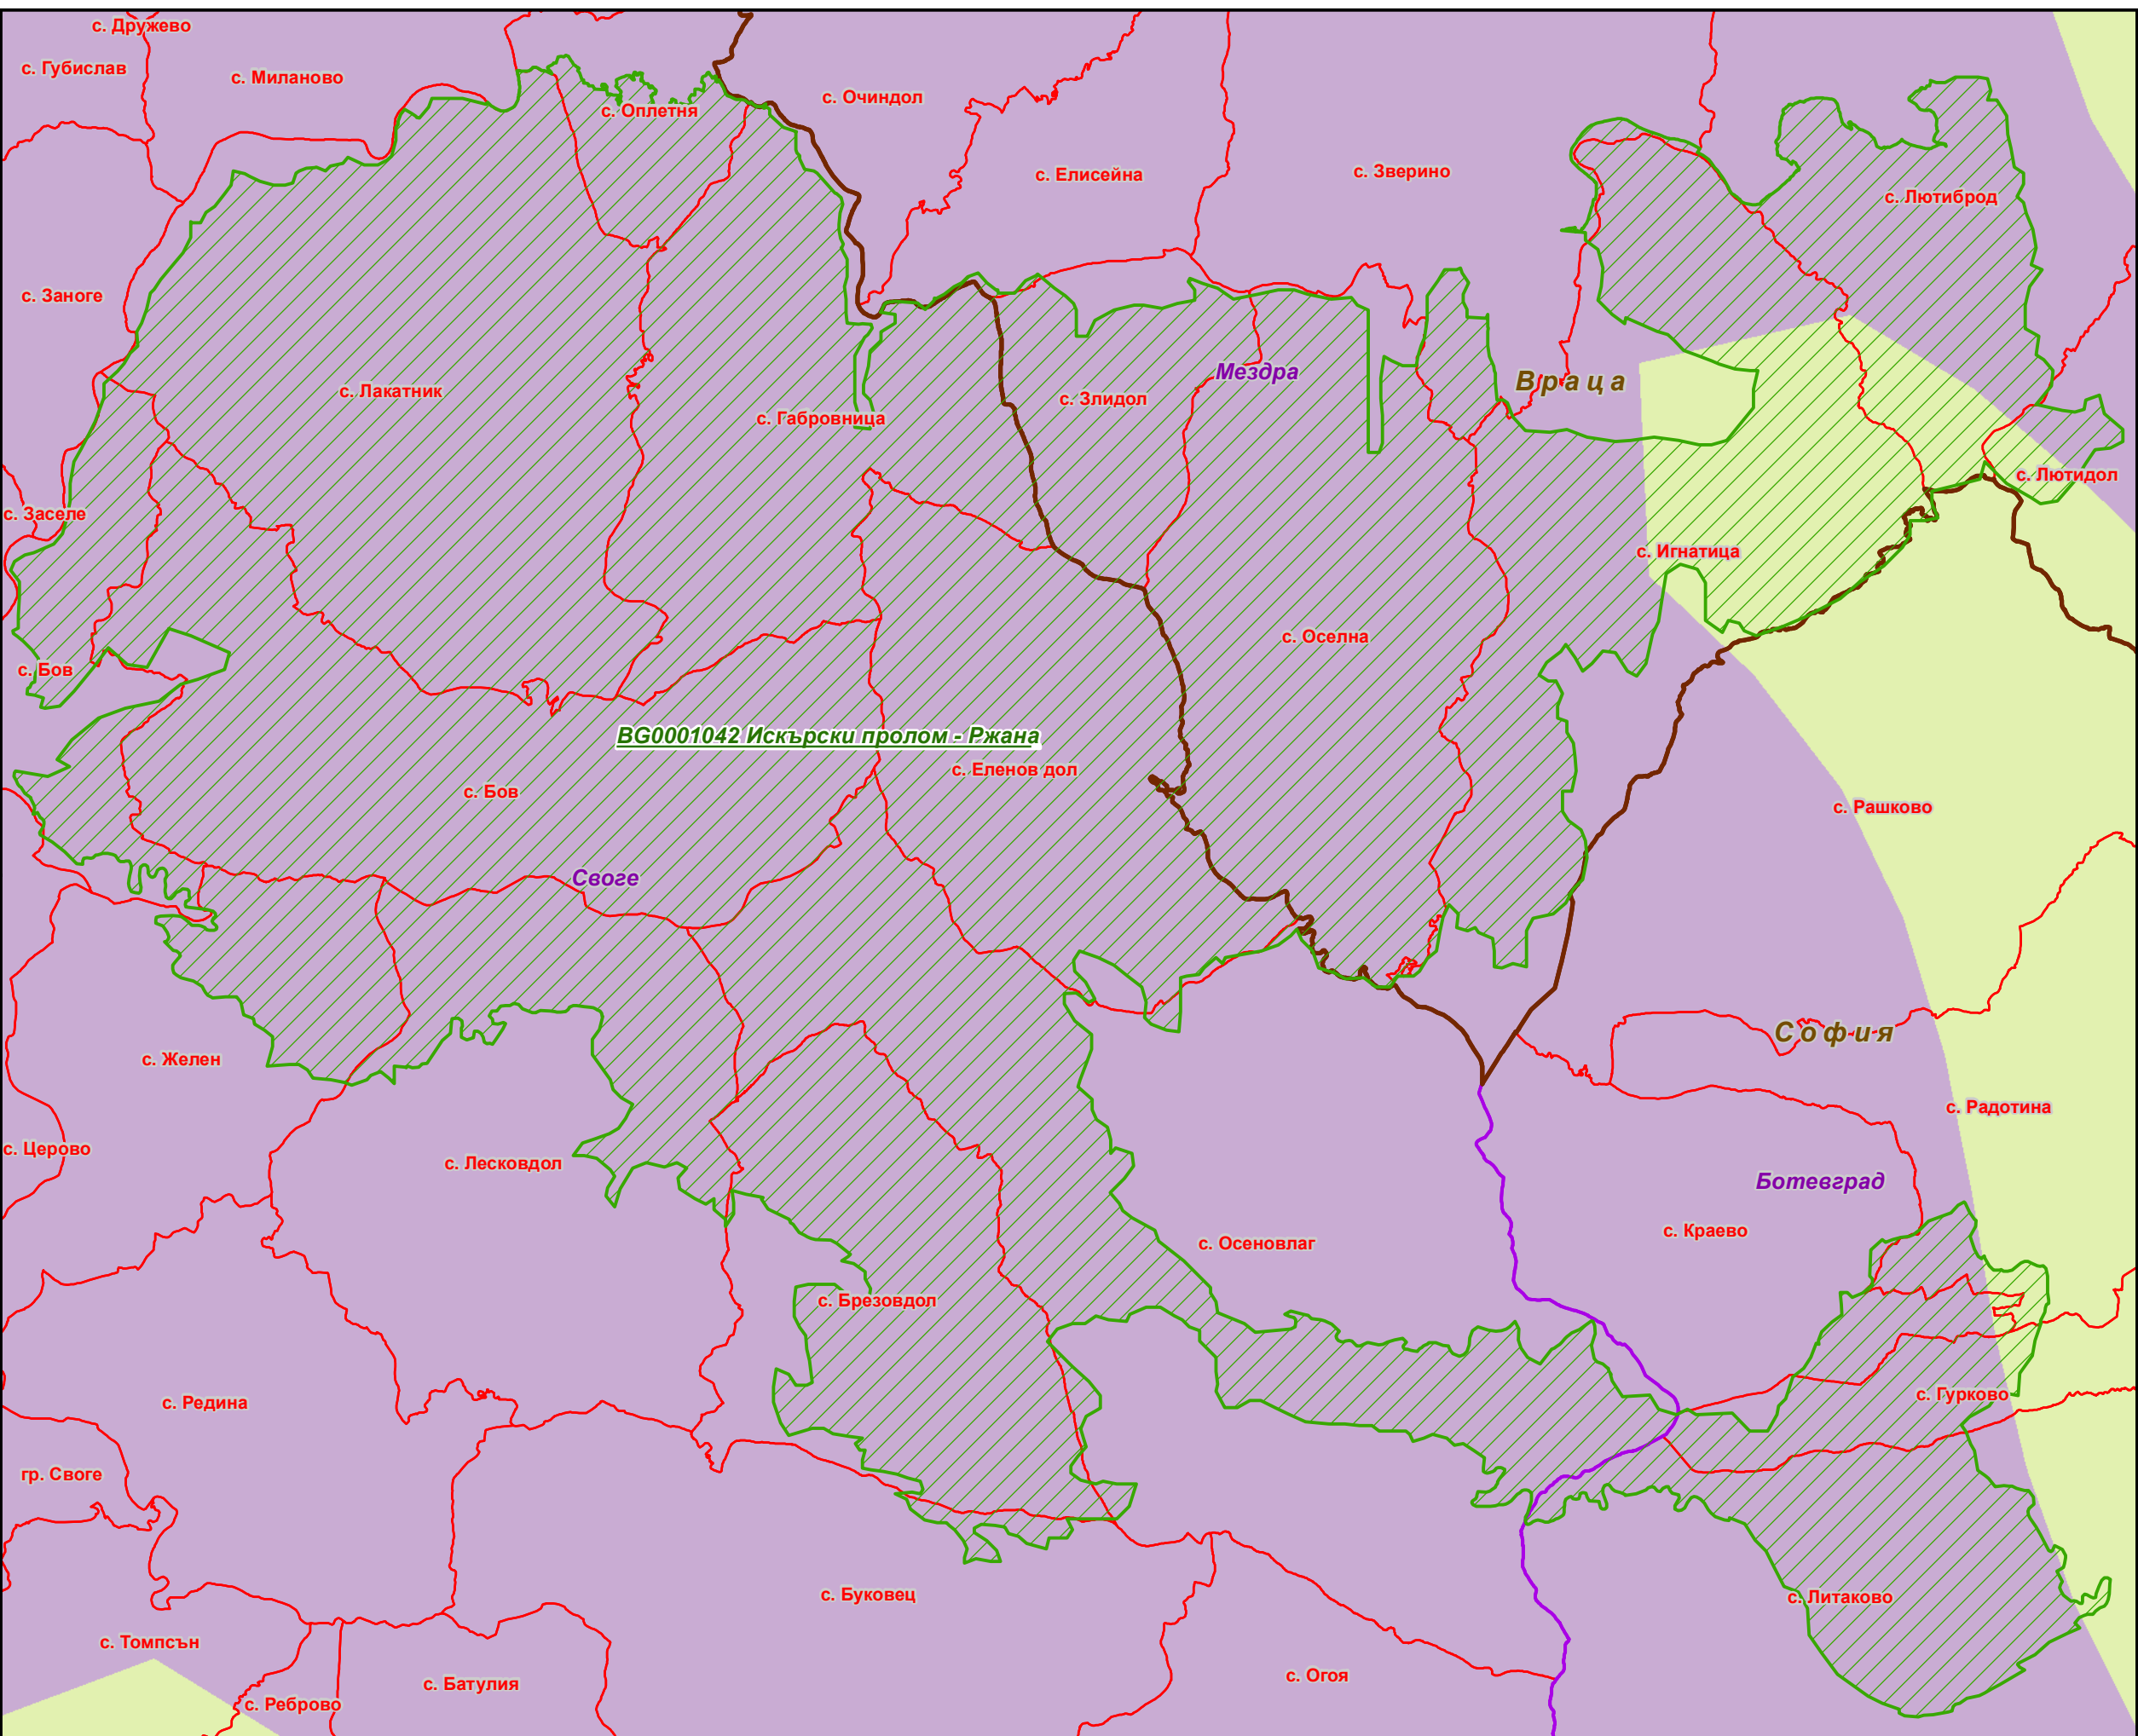 с. Дружево
с. Губислав
с. Миланово
с. Оплетня
с. Очиндол
с. Елисейна
с. Зверино
с. Лютиброд
с. Заноге
с. Лакатник
с. Габровница
с. Злидол
Мездра
Враца
с. Лютидол
с. Заселе
с. Игнатица
с. Оселна
с. Бов
BG0001042 Искърски пролом - Ржана
с. Еленов дол
с. Бов
с. Рашково
Своге
София
с. Желен
с. Радотина
с. Церово
с. Лесковдол
Ботевград
с. Краево
с. Осеновлаг
с. Брезовдол
с. Гурково
с. Редина
гр. Своге
с. Буковец
с. Литаково
с. Томпсън
с. Огоя
с. Батулия
с. Реброво